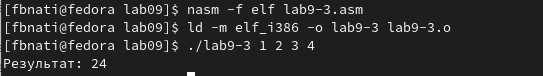 [fbnati@fedora lab09]$ nasm -f elf lab9-3.asm
[fbnati@fedora lab09]$ ld -m elf_i386 -o lab9-3 lab9-3.o
[fbnati@fedora lab09]$ ./lab9-3 1 2 3 4
Результат: 24